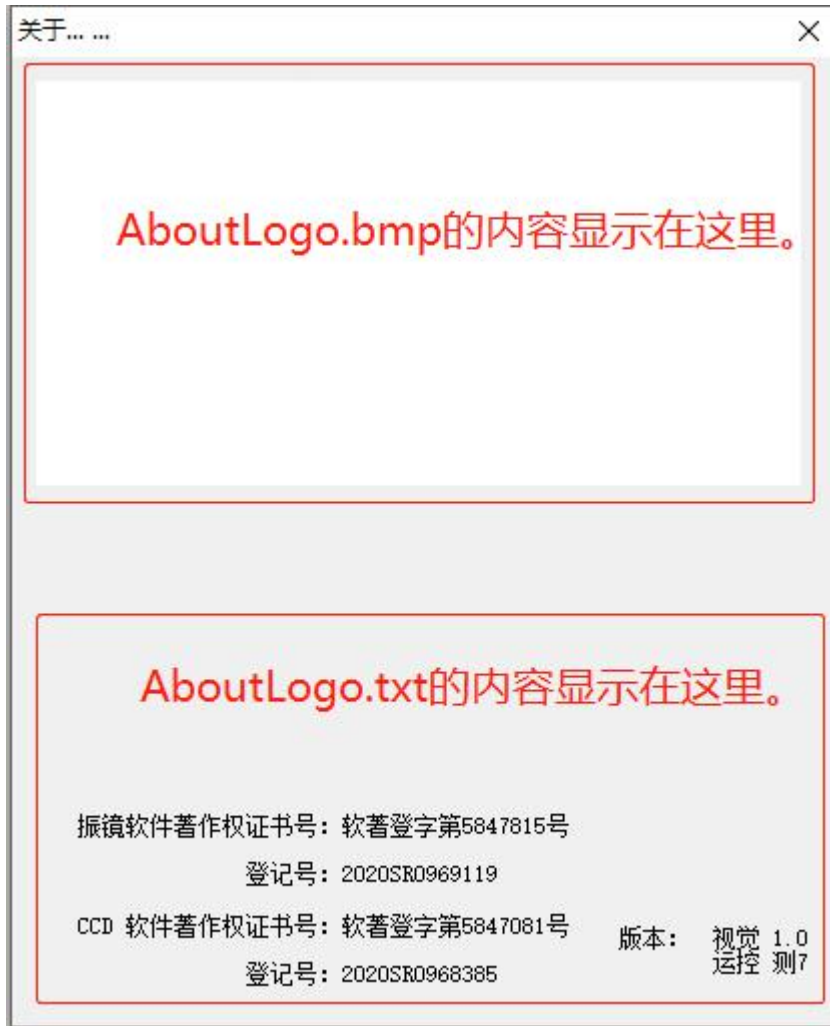 关于... ...
AboutLogo.bmp的内容显示在这里。
AboutLogo.txt的内容显示在这里。
振镜软件著作权证书号：软著登字第5847815号
登记号：2020SR0969119
CCD 软件著作权证书号：软著登字第5847081号
登记号：2020SR0968385
版本： 视觉 1.0
运控 测7